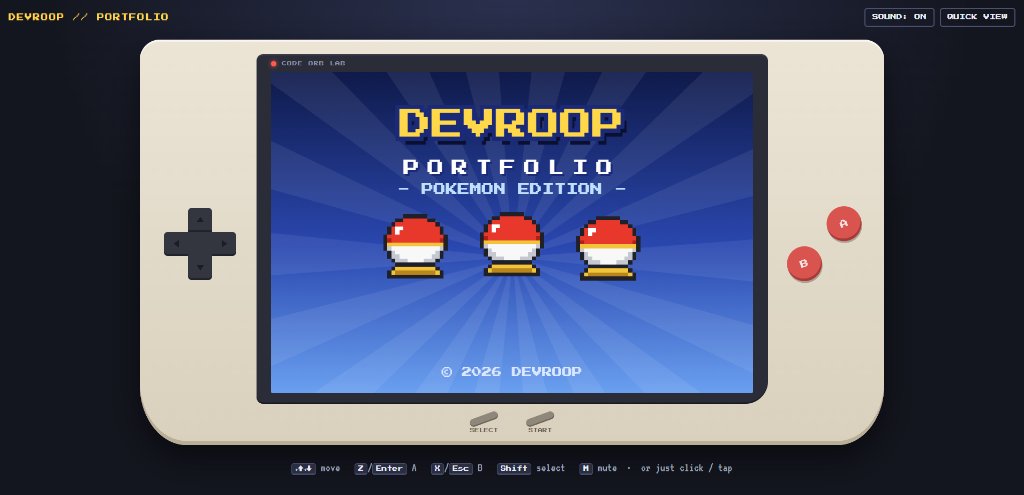 DEVROOP // PORTFOLIO
SOUND: ON
QUICK VIEW
CODE ORB LAB
DEVROOP
PORTFOLIO
- POKEMON EDITION -
© 2026 DEVROOP
A
B
SELECT
START
move Z/Enter A X/Esc B Shift select M mute · or just click / tap